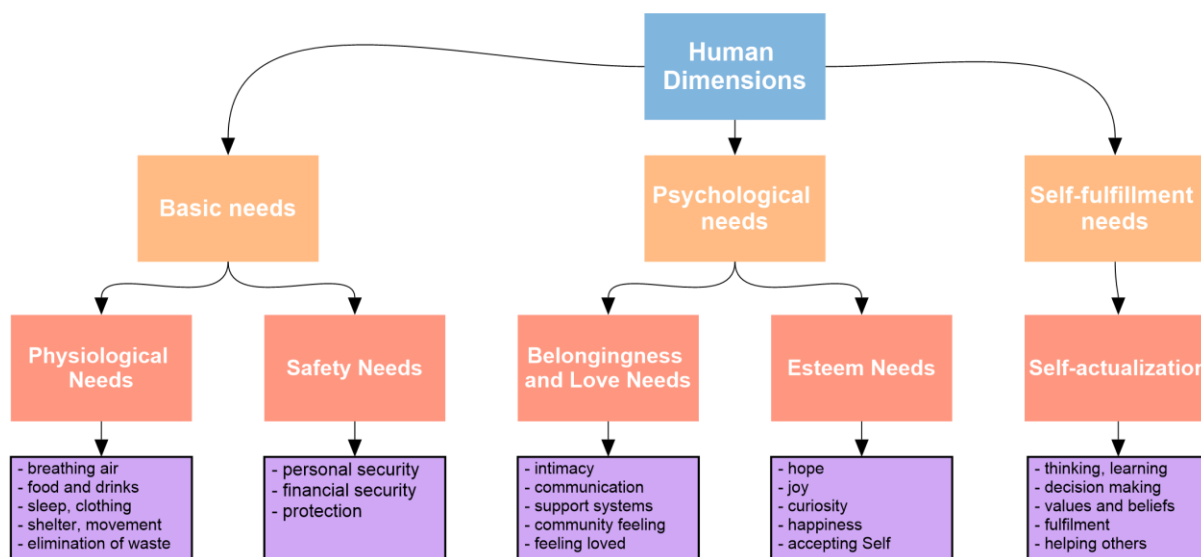 Human
Dimensions
Basic needs
Psychological
needs
Self-fulfillment
needs
Physiological
Needs
Safety Needs
Belongingness
and Love Needs
Esteem Needs
Self-actualization
- breathing air
- food and drinks
- sleep, clothing
- shelter, movement
- elimination of waste
- personal security
- financial security
- protection
- intimacy
- communication
- support systems
- community feeling
- feeling loved
- hope
- joy
- curiosity
- happiness
- accepting Self
- thinking, learning
- decision making
- values and beliefs
- fulfilment
- helping others